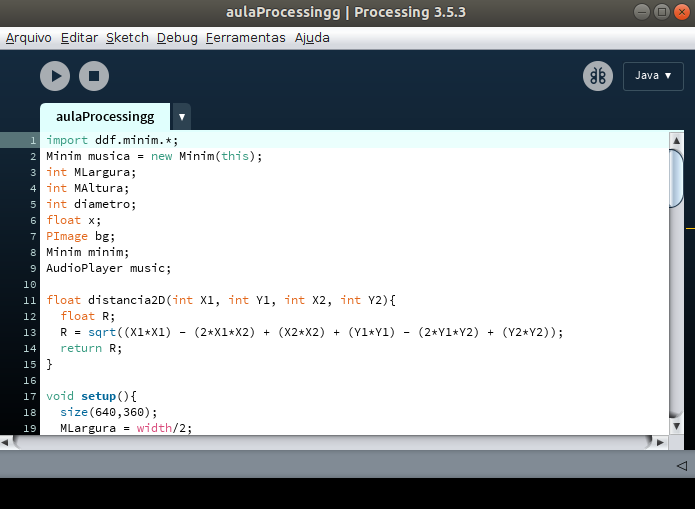 aulaProcessingg | Processing 3.5.3
Arquivo Editar Sketch Debug Ferramentas Ajuda
Java ▼
aulaProcessingg ▼
1 import ddf.minim.*;
2 Minim musica = new Minim(this);
3 int MLargura;
4 int MAltura;
5 int diametro;
6 float x;
7 PImage bg;
8 Minim minim;
9 AudioPlayer music;
10
11 float distancia2D(int X1, int Y1, int X2, int Y2){
12 float R;
13 R = sqrt((X1*X1) − (2*X1*X2) + (X2*X2) + (Y1*Y1) − (2*Y1*Y2) + (Y2*Y2));
14 return R;
15 }
16
17 void setup(){
18 size(640,360);
19 MLargura = width/2;